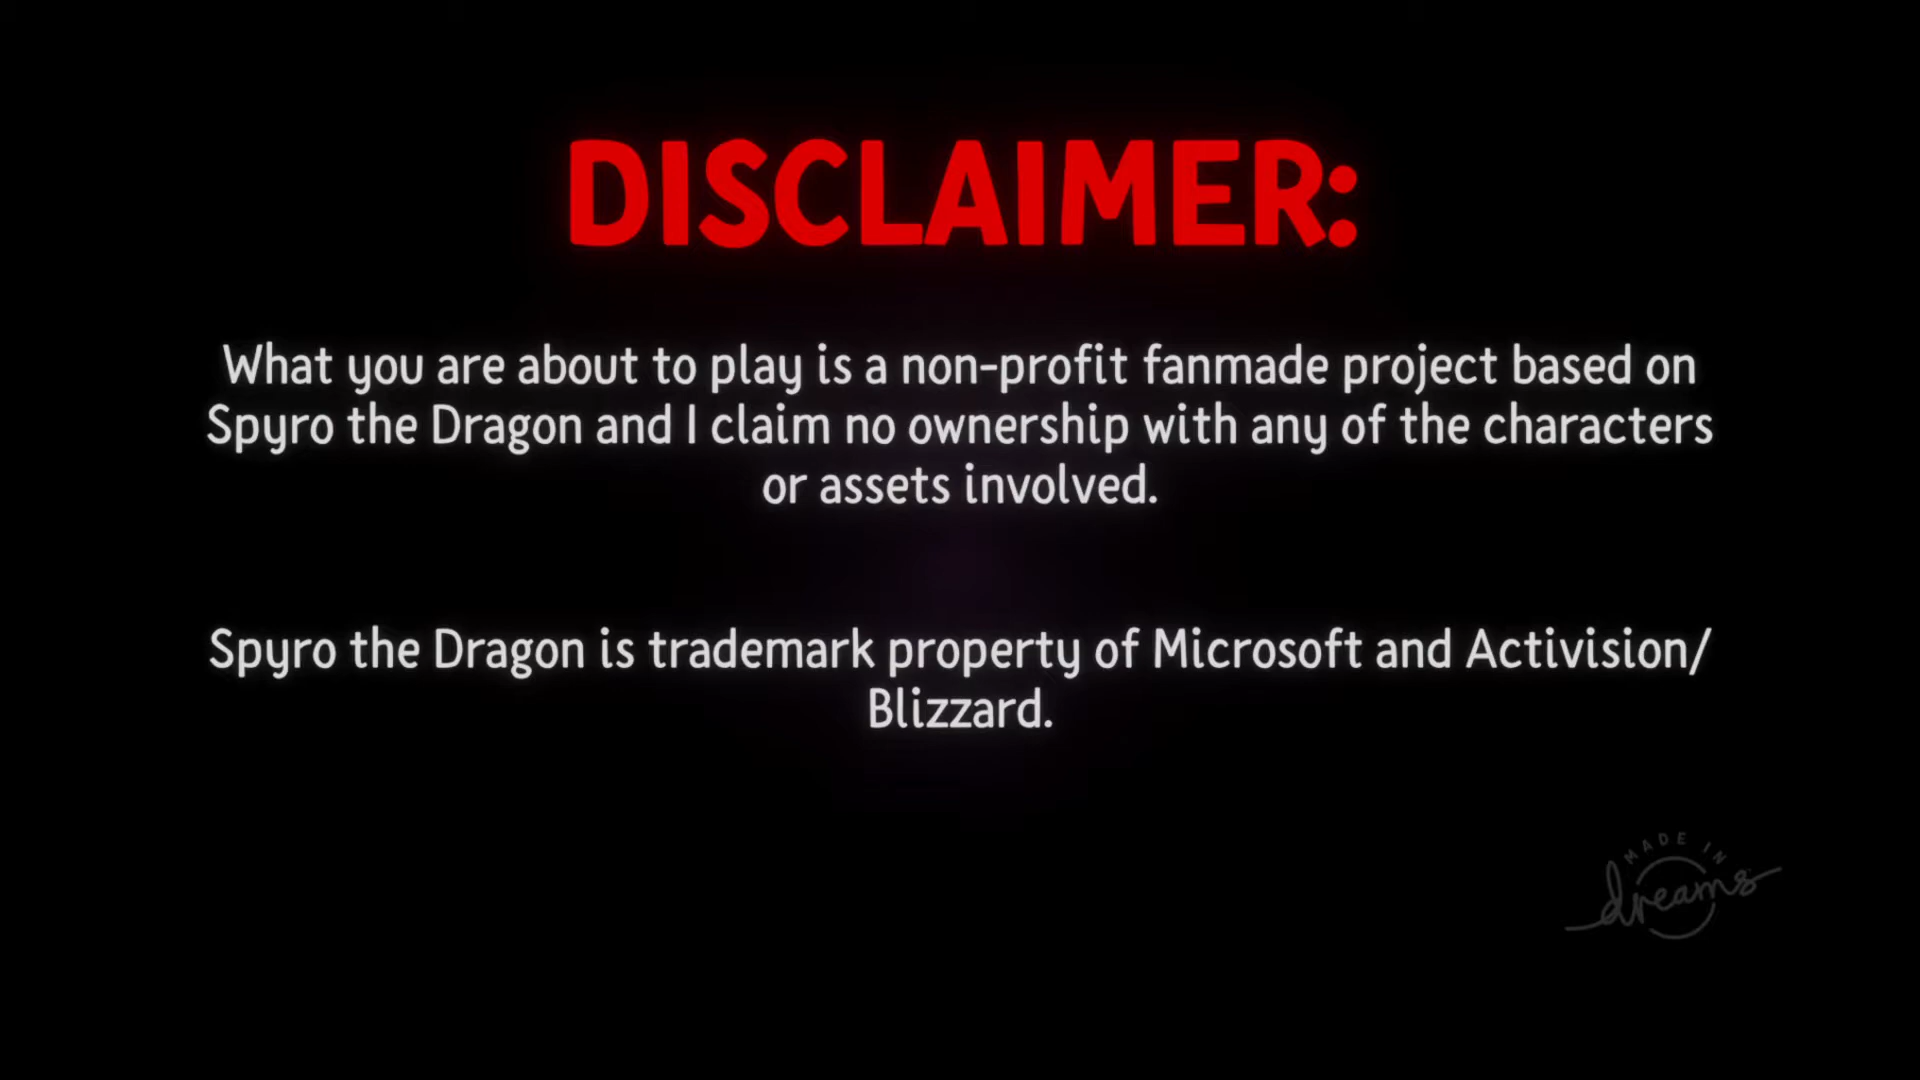 DISCLAIMER:
What you are about to play is a non-profit fanmade project based on
Spyro the Dragon and I claim no ownership with any of the characters
or assets involved.
Spyro the Dragon is trademark property of Microsoft and Activision/
Blizzard.
MADE IN
dreams